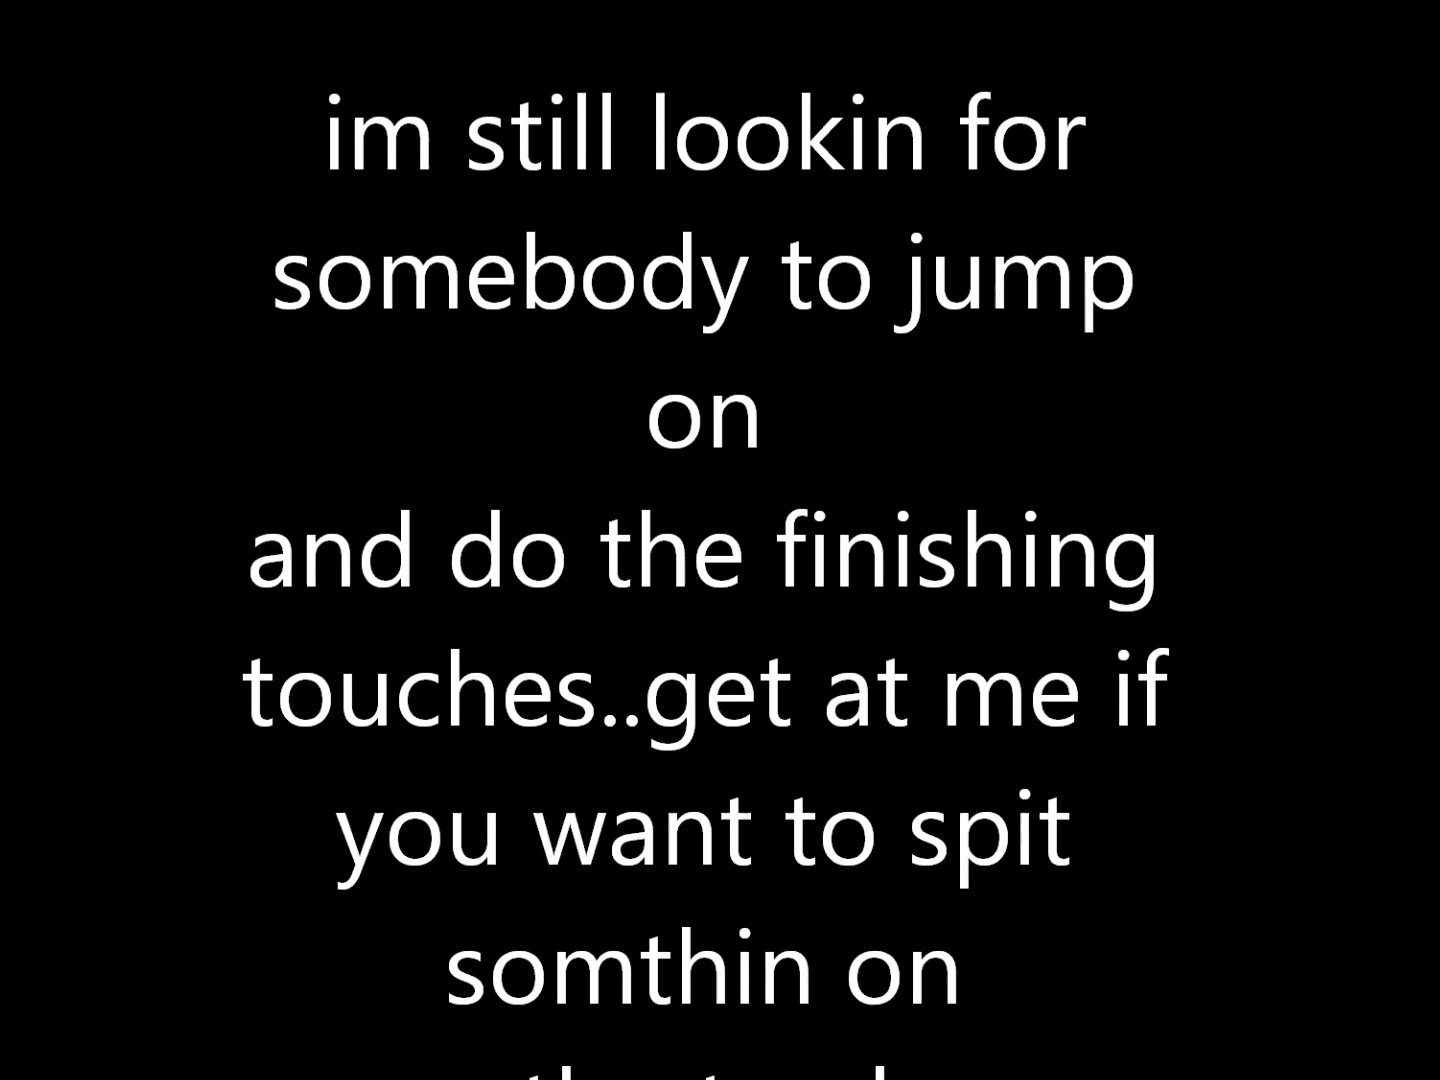 im still lookin for
somebody to jump
on
and do the finishing
touches..get at me if
you want to spit
somthin on